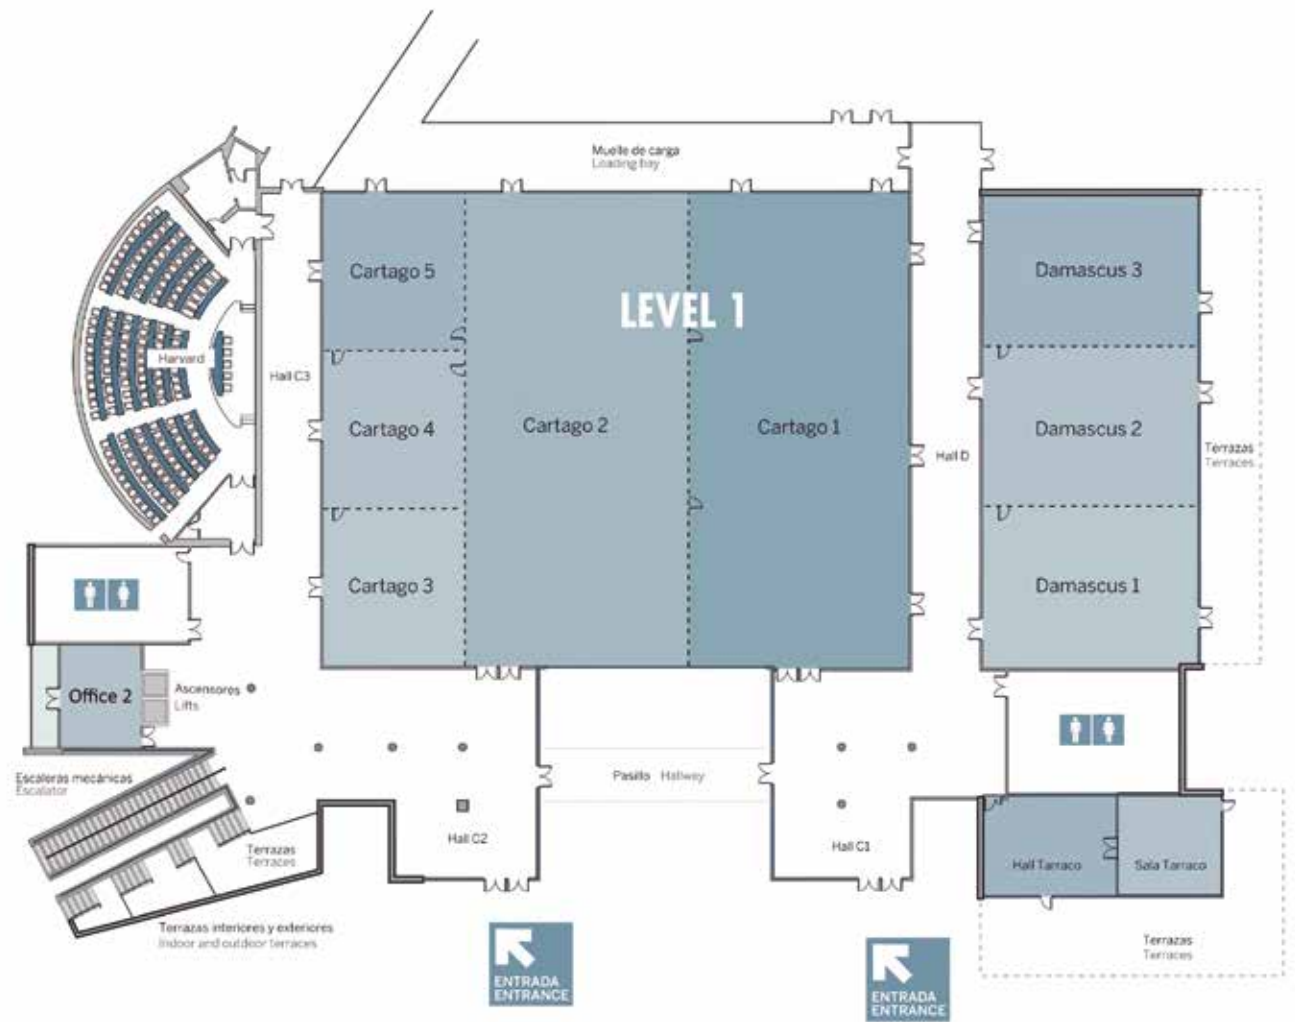 Muelle de carga
Loading bay
Cartago 5
LEVEL 1
Damascus 3
Harvard
Hall C3
Cartago 4
Cartago 2
Cartago 1
Hall D
Damascus 2
Terrazas
Terraces
Cartago 3
Damascus 1
Office 2
Ascensores
Lifts
Escaleras mecánicas
Escalator
Pasillo Hallway
Terrazas
Terraces
Hall C2
Hall C1
Hall Tarraco
Sala Tarraco
Terrazas interiores y exteriores
Indoor and outdoor terraces
Terrazas
Terraces
ENTRADA
ENTRANCE
ENTRADA
ENTRANCE